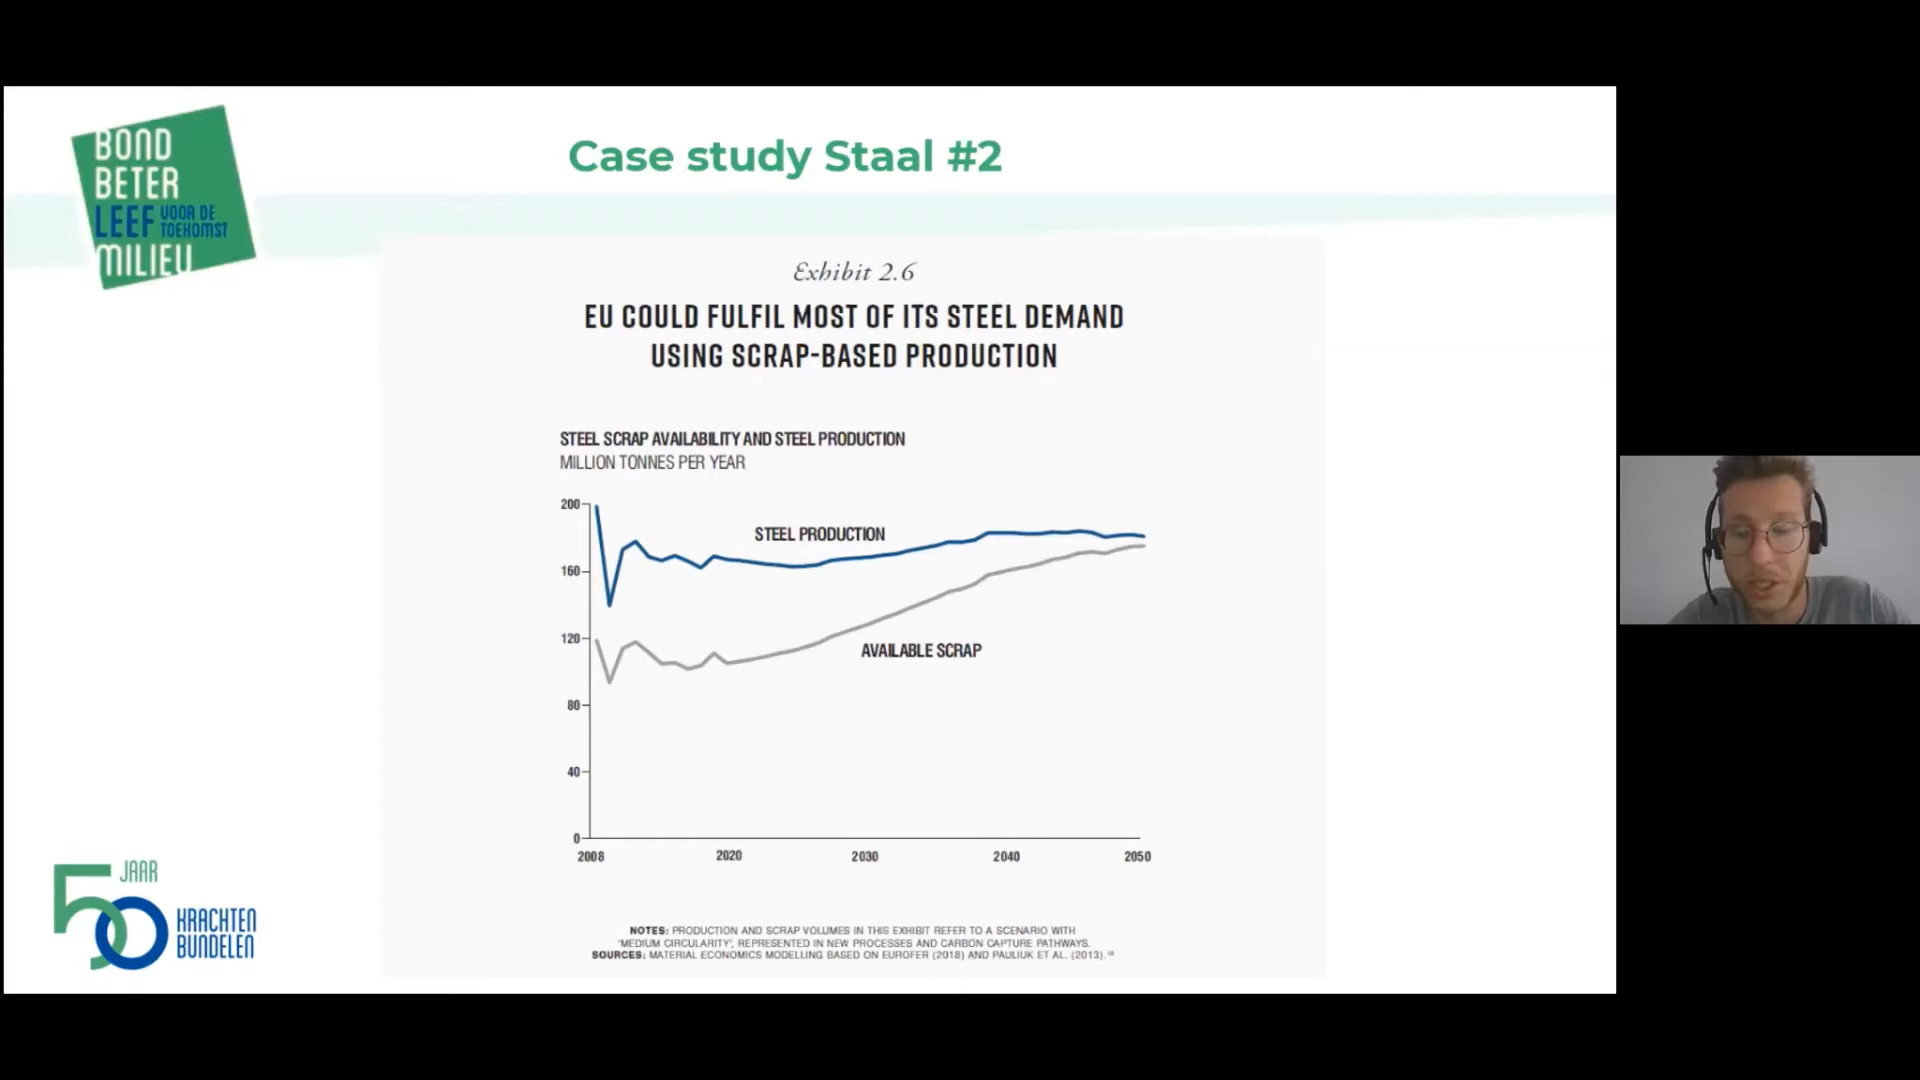 BOND
BETER
LEEF VOOR DE TOEKOMST
MILIEU
Case study Staal #2
Exhibit 2.6
EU COULD FULFIL MOST OF ITS STEEL DEMAND
USING SCRAP-BASED PRODUCTION
STEEL SCRAP AVAILABILITY AND STEEL PRODUCTION
MILLION TONNES PER YEAR
200
160
120
80
40
0
STEEL PRODUCTION
AVAILABLE SCRAP
2008 2020 2030 2040 2050
NOTES: PRODUCTION AND SCRAP VOLUMES IN THIS EXHIBIT REFER TO A SCENARIO WITH
'MEDIUM CIRCULARITY', REPRESENTED IN NEW PROCESSES AND CARBON CAPTURE PATHWAYS.
SOURCES: MATERIAL ECONOMICS MODELLING BASED ON EUROFER (2018) AND PAULIUK ET AL. (2013).
50 JAAR
KRACHTEN
BUNDELEN